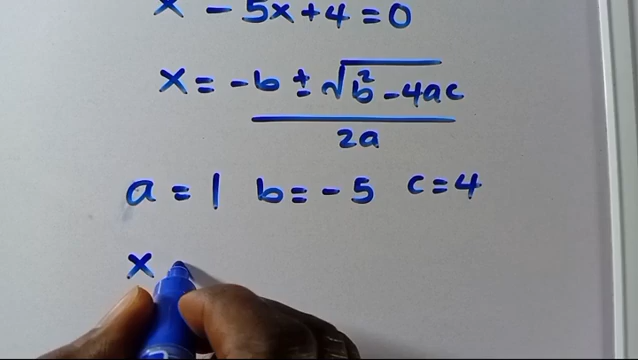 x - 5x + 4 = 0
x = -b ± √b² - 4ac
2a
a = 1 b = -5 c = 4
x